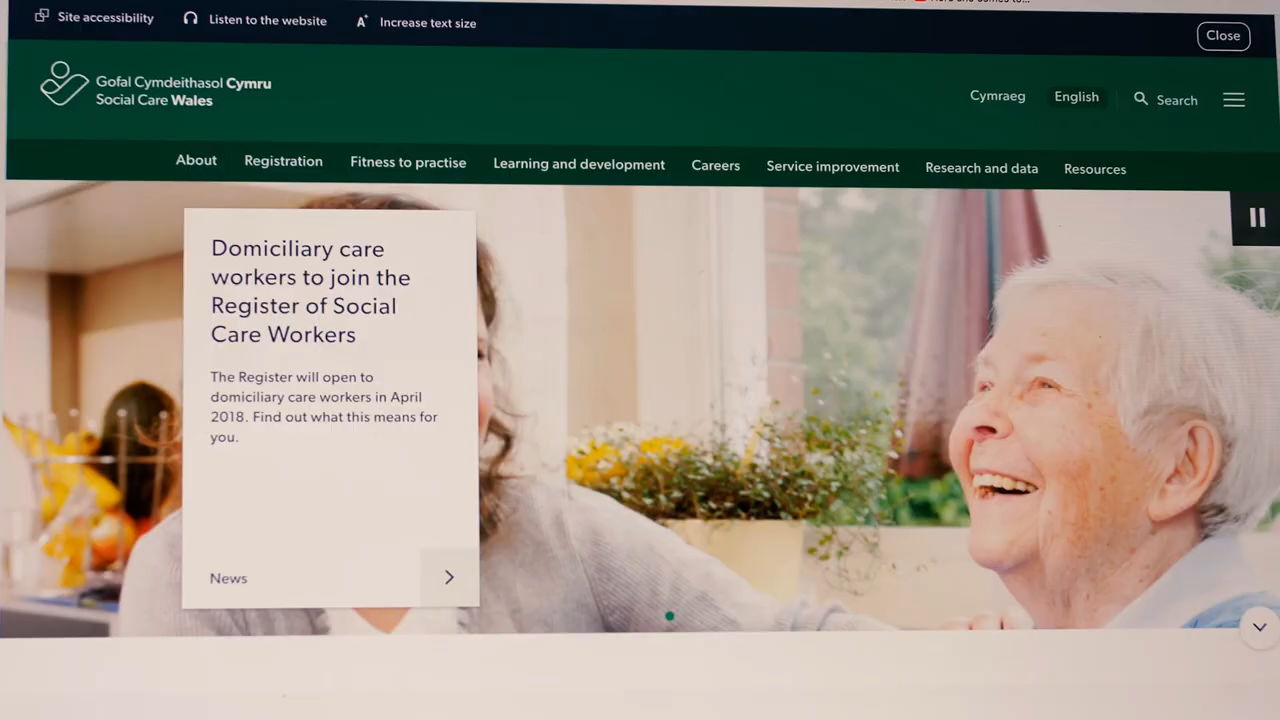 Site accessibility
Listen to the website
Increase text size
Close
Gofal Cymdeithasol Cymru
Social Care Wales
Cymraeg
English
Search
About
Registration
Fitness to practise
Learning and development
Careers
Service improvement
Research and data
Resources
Domiciliary care
workers to join the
Register of Social
Care Workers
The Register will open to
domiciliary care workers in April
2018. Find out what this means for
you.
News